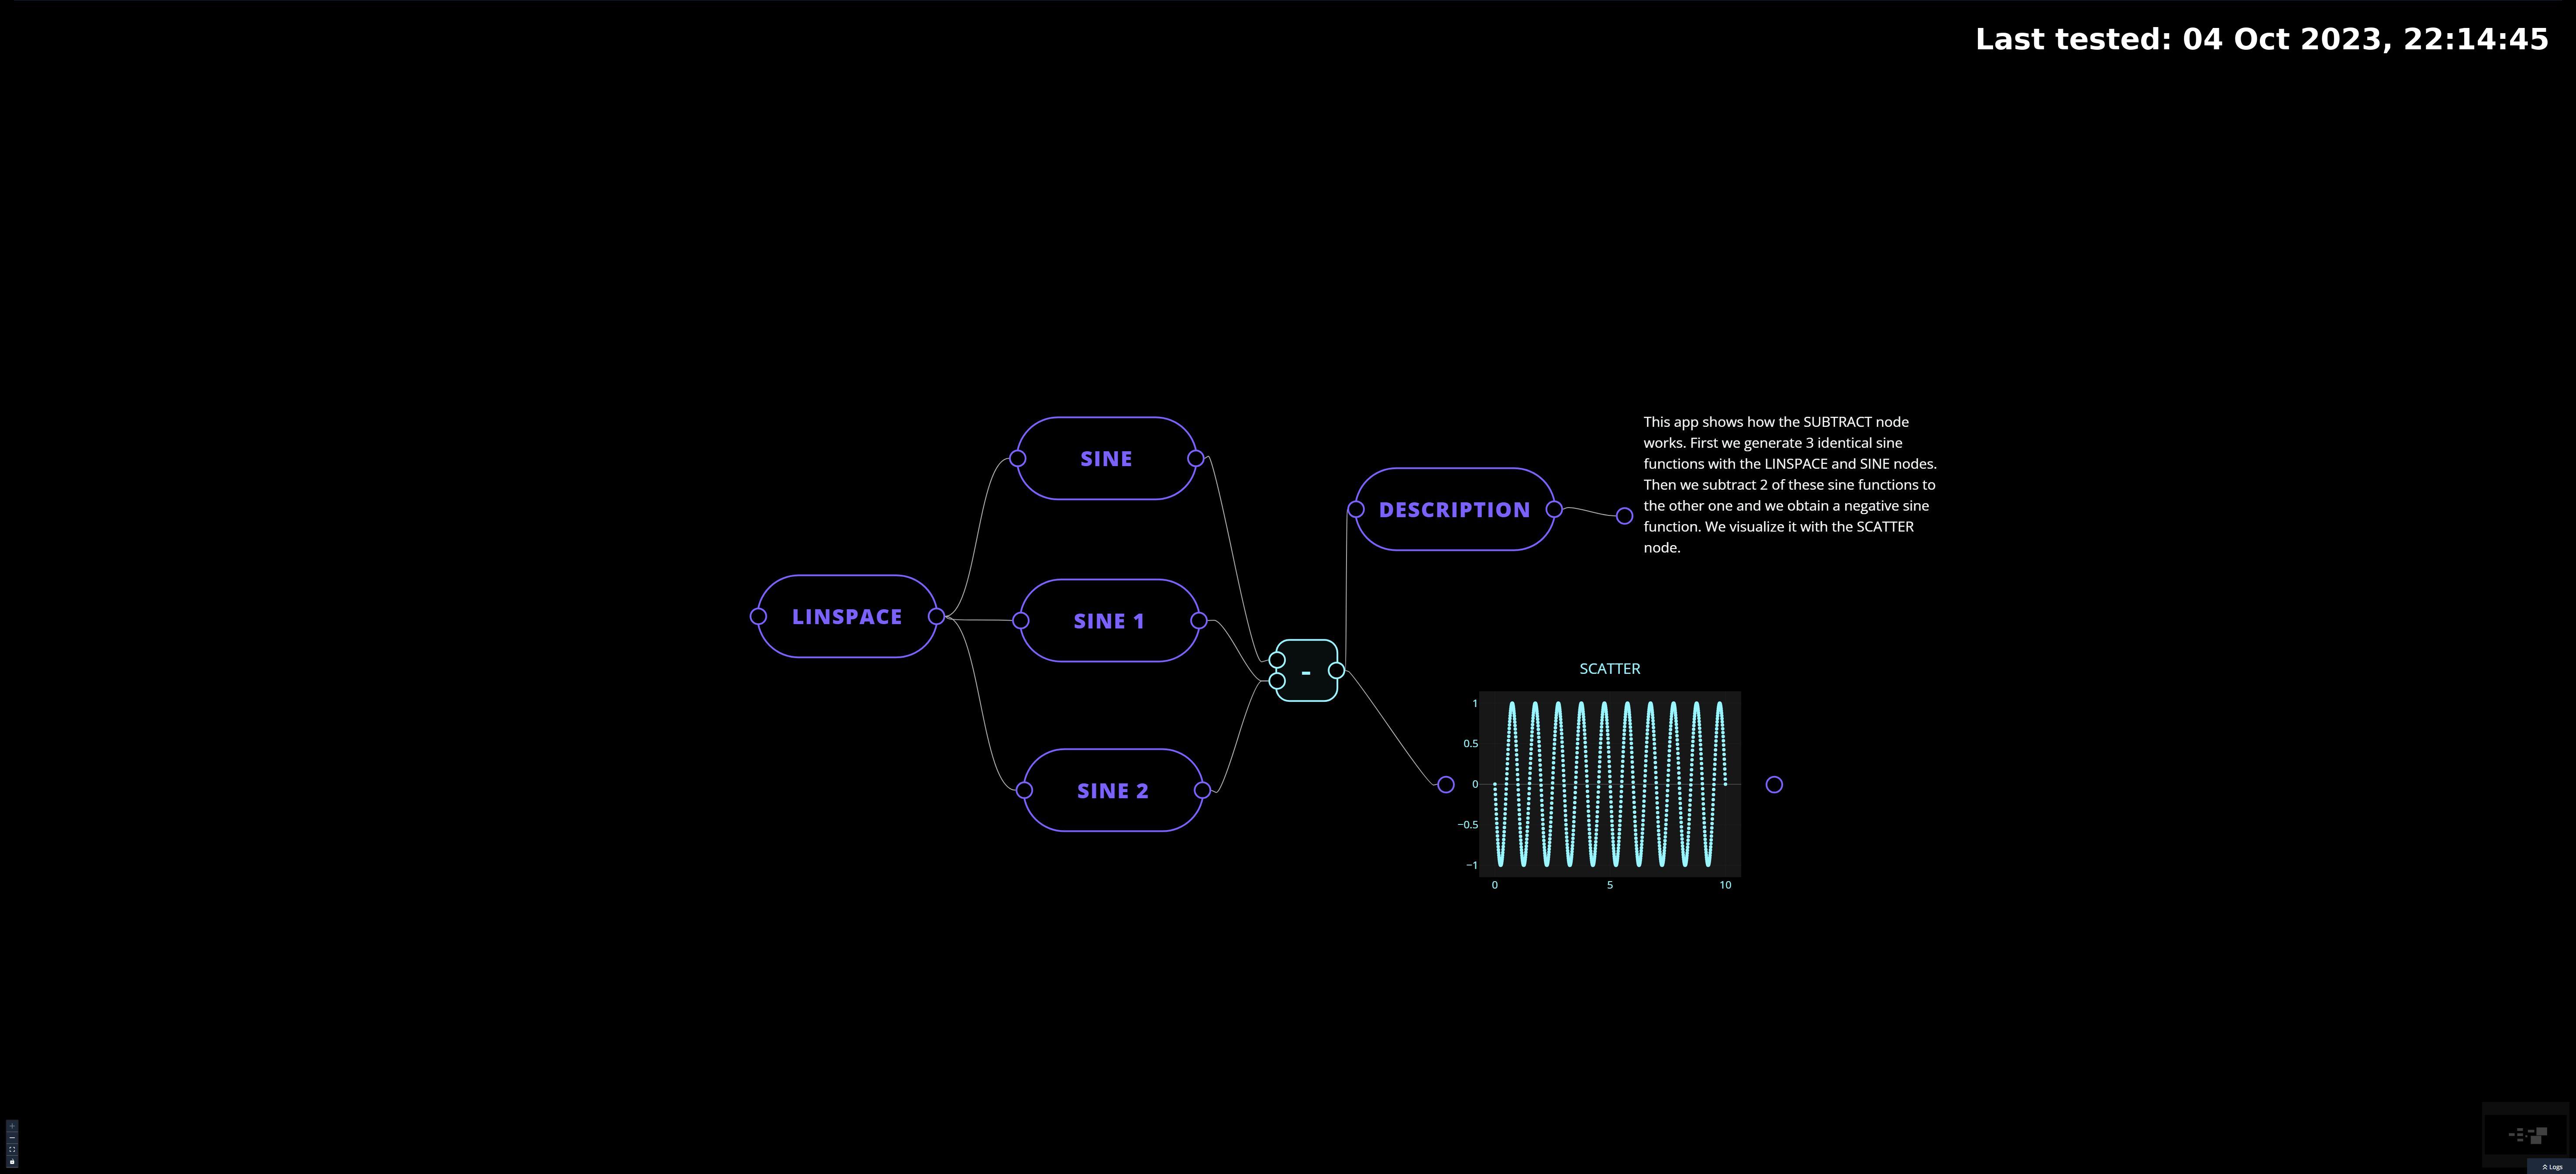 Last tested: 04 Oct 2023, 22:14:45
SINE
This app shows how the SUBTRACT node
works. First we generate 3 identical sine
functions with the LINSPACE and SINE nodes.
Then we subtract 2 of these sine functions to
the other one and we obtain a negative sine
function. We visualize it with the SCATTER
node.
DESCRIPTION
LINSPACE
SINE 1
-
SINE 2
SCATTER
1
0.5
0
−0.5
−1
0 5 10
Logs